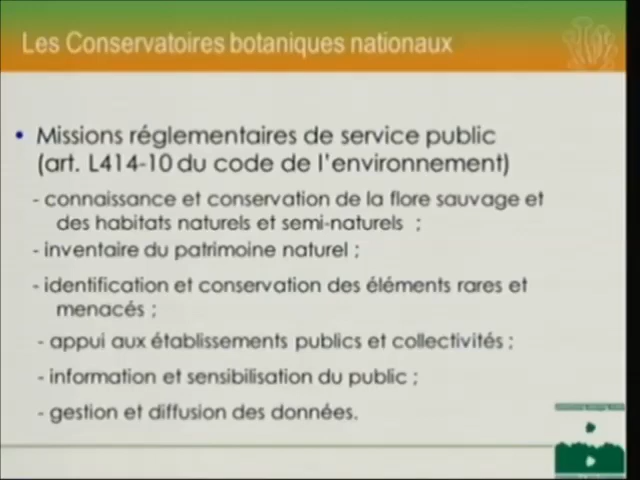 Les Conservatoires botaniques nationaux
• Missions réglementaires de service public
(art. L414-10 du code de l'environnement)
- connaissance et conservation de la flore sauvage et
des habitats naturels et semi-naturels ;
- inventaire du patrimoine naturel ;
- identification et conservation des éléments rares et
menacés ;
- appui aux établissements publics et collectivités ;
- information et sensibilisation du public ;
- gestion et diffusion des données.